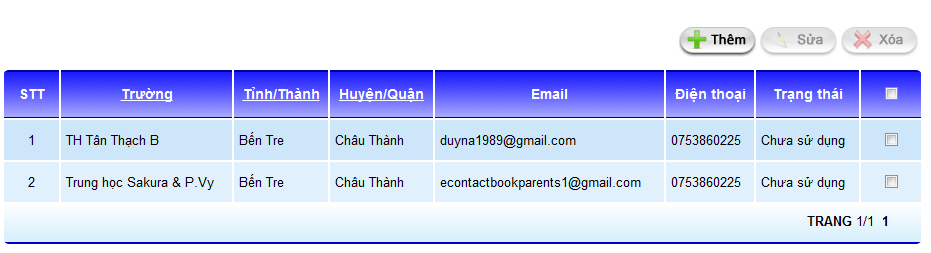 Thêm Sửa Xóa
STT Trường Tỉnh/Thành Huyện/Quận Email Điện thoại Trạng thái
1 TH Tân Thạch B Bến Tre Châu Thành duyna1989@gmail.com 0753860225 Chưa sử dụng
2 Trung học Sakura & P.Vy Bến Tre Châu Thành econtactbookparents1@gmail.com 0753860225 Chưa sử dụng
TRANG 1/1 1